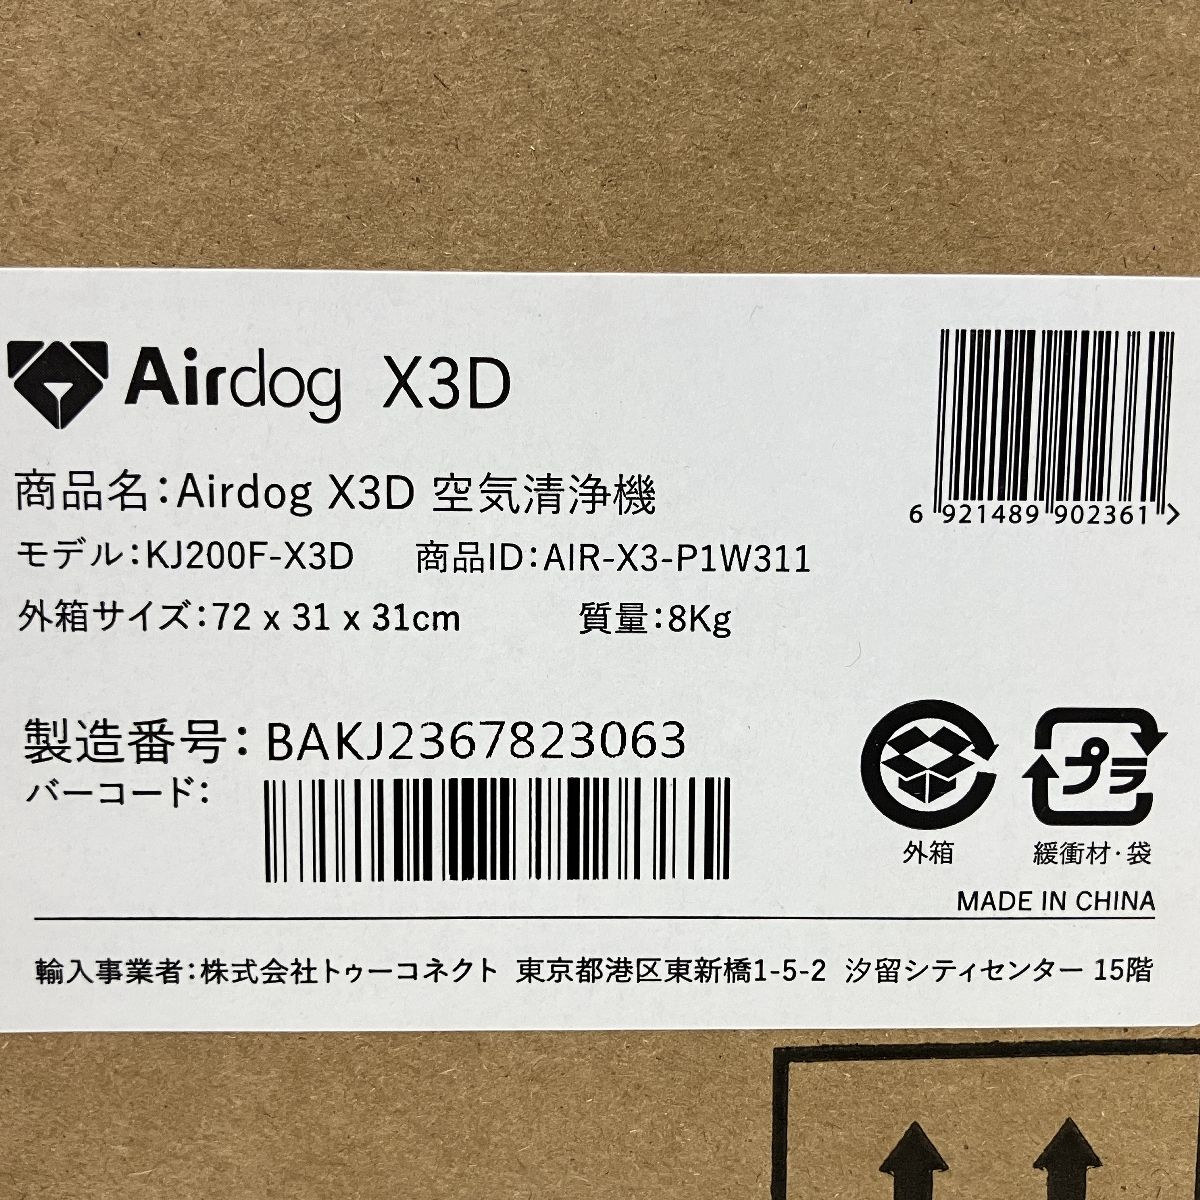 Airdog X3D
商品名：Airdog X3D 空気清浄機
モデル：KJ200F-X3D 商品ID：AIR-X3-P1W311
外箱サイズ：72 x 31 x 31cm 質量：8Kg
6 921489 902361 >
製造番号：BAKJ2367823063
バーコード：
プラ
外箱 緩衝材・袋
MADE IN CHINA
輸入事業者：株式会社トゥーコネクト 東京都港区東新橋1-5-2 汐留シティセンター 15階